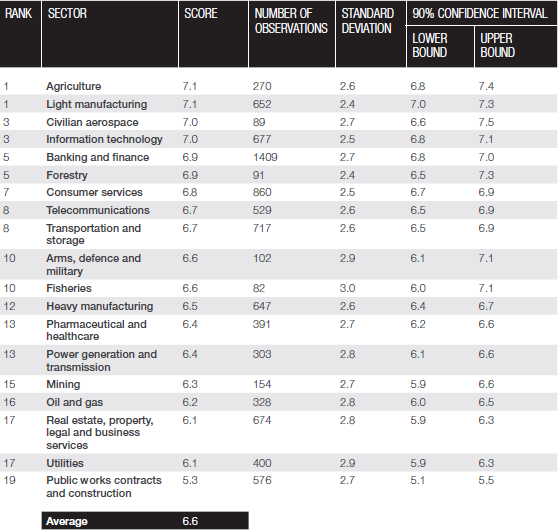 RANK SECTOR SCORE NUMBER OF OBSERVATIONS STANDARD DEVIATION 90% CONFIDENCE INTERVAL
LOWER BOUND UPPER BOUND
1 Agriculture 7.1 270 2.6 6.8 7.4
1 Light manufacturing 7.1 652 2.4 7.0 7.3
3 Civilian aerospace 7.0 89 2.7 6.6 7.5
3 Information technology 7.0 677 2.5 6.8 7.1
5 Banking and finance 6.9 1409 2.7 6.8 7.0
5 Forestry 6.9 91 2.4 6.5 7.3
7 Consumer services 6.8 860 2.5 6.7 6.9
8 Telecommunications 6.7 529 2.6 6.5 6.9
8 Transportation and 6.7 717 2.6 6.5 6.9
storage
10 Arms, defence and 6.6 102 2.9 6.1 7.1
military
10 Fisheries 6.6 82 3.0 6.0 7.1
12 Heavy manufacturing 6.5 647 2.6 6.4 6.7
13 Pharmaceutical and 6.4 391 2.7 6.2 6.6
healthcare
13 Power generation and 6.4 303 2.8 6.1 6.6
transmission
15 Mining 6.3 154 2.7 5.9 6.6
16 Oil and gas 6.2 328 2.8 6.0 6.5
17 Real estate, property, 6.1 674 2.8 5.9 6.3
legal and business
services
17 Utilities 6.1 400 2.9 5.9 6.3
19 Public works contracts 5.3 576 2.7 5.1 5.5
and construction
Average 6.6